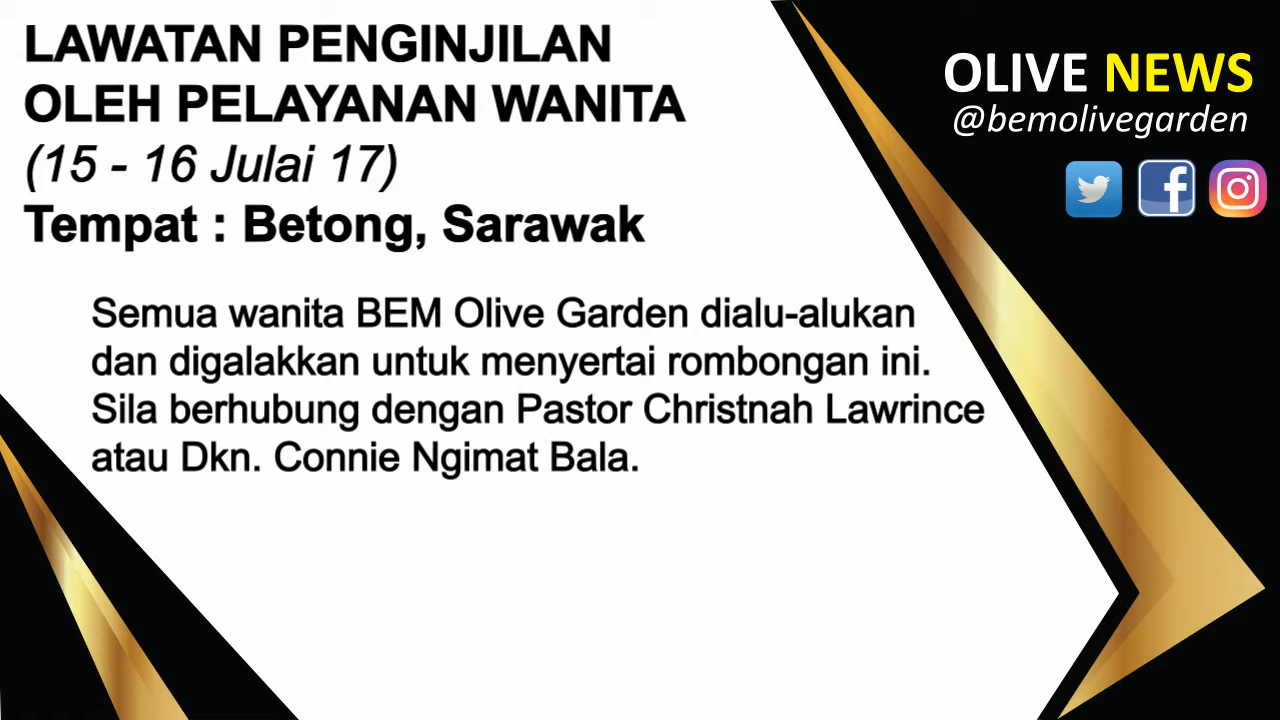 LAWATAN PENGINJILAN
OLEH PELAYANAN WANITA
(15 - 16 Julai 17)
Tempat : Betong, Sarawak
Semua wanita BEM Olive Garden dialu-alukan
dan digalakkan untuk menyertai rombongan ini.
Sila berhubung dengan Pastor Christnah Lawrince
atau Dkn. Connie Ngimat Bala.
OLIVE NEWS
@bemolivegarden